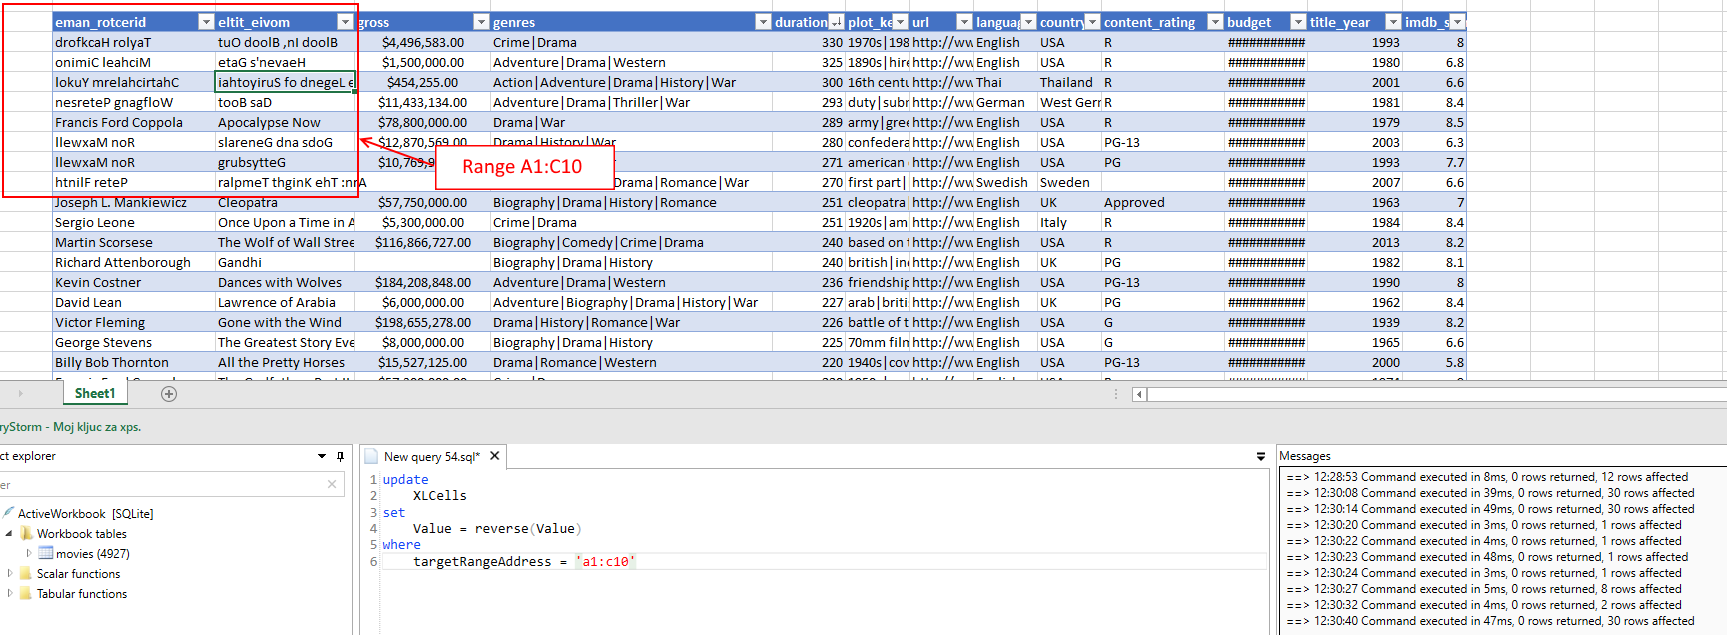 eman_rotcerid eltit_eivom gross genres duration plot_ke url languag country content_rating budget title_year imdb_s
drofkcaH rolyaT tuO doolB ,nI doolB $4,496,583.00 Crime|Drama 330 1970s|198 http://ww English USA R ########### 1993 8
onimiC leahciM etaG s'nevaeH $1,500,000.00 Adventure|Drama|Western 325 1890s|hire http://ww English USA R ########### 1980 6.8
lokuY mrelahcirtahC iahtoyiruS fo dnegeL e $454,255.00 Action|Adventure|Drama|History|War 300 16th centu http://ww Thai Thailand R ########### 2001 6.6
nesreteP gnagfloW tooB saD $11,433,134.00 Adventure|Drama|Thriller|War 293 duty|subm http://ww German West Gern R ########### 1981 8.4
Francis Ford Coppola Apocalypse Now $78,800,000.00 Drama|War 289 army|gree http://ww English USA R ########### 1979 8.5
llewxaM noR slareneG dna sdoG $12,870,569.00 Drama|History|War 280 confedera http://ww English USA PG-13 ########### 2003 6.3
llewxaM noR grubsytteG $10,769,9 271 american http://ww English USA PG ########### 1993 7.7
htnilF reteP ralpmeT thginK ehT :nrA Drama|Romance|War 270 first part| http://ww Swedish Sweden ########### 2007 6.6
Joseph L. Mankiewicz Cleopatra $57,750,000.00 Biography|Drama|History|Romance 251 cleopatra http://ww English UK Approved ########### 1963 7
Sergio Leone Once Upon a Time in A $5,300,000.00 Crime|Drama 251 1920s|am http://ww English Italy R ########### 1984 8.4
Martin Scorsese The Wolf of Wall Stree $116,866,727.00 Biography|Comedy|Crime|Drama 240 based on t http://ww English USA R ########### 2013 8.2
Richard Attenborough Gandhi Biography|Drama|History 240 british|in http://ww English UK PG ########### 1982 8.1
Kevin Costner Dances with Wolves $184,208,848.00 Adventure|Drama|Western 236 friendship http://ww English USA PG-13 ########### 1990 8
David Lean Lawrence of Arabia $6,000,000.00 Adventure|Biography|Drama|History|War 227 arab|briti http://ww English UK PG ########### 1962 8.4
Victor Fleming Gone with the Wind $198,655,278.00 Drama|History|Romance|War 226 battle of t http://ww English USA G ########### 1939 8.2
George Stevens The Greatest Story Eve $8,000,000.00 Biography|Drama|History 225 70mm film http://ww English USA G ########### 1965 6.6
Billy Bob Thornton All the Pretty Horses $15,527,125.00 Drama|Romance|Western 220 1940s|cow http://ww English USA PG-13 ########### 2000 5.8
Range A1:C10
Sheet1
ryStorm - Moj kljuc za xps.
ct explorer
er
ActiveWorkbook [SQLite]
Workbook tables
movies (4927)
Scalar functions
Tabular functions
New query 54.sql*
1 update
2 XLCells
3 set
4 Value = reverse(Value)
5 where
6 targetRangeAddress = 'a1:c10'
Messages
==> 12:28:53 Command executed in 8ms, 0 rows returned, 12 rows affected
==> 12:30:08 Command executed in 39ms, 0 rows returned, 30 rows affected
==> 12:30:14 Command executed in 49ms, 0 rows returned, 30 rows affected
==> 12:30:20 Command executed in 3ms, 0 rows returned, 1 rows affected
==> 12:30:22 Command executed in 4ms, 0 rows returned, 1 rows affected
==> 12:30:23 Command executed in 48ms, 0 rows returned, 1 rows affected
==> 12:30:24 Command executed in 3ms, 0 rows returned, 1 rows affected
==> 12:30:27 Command executed in 5ms, 0 rows returned, 8 rows affected
==> 12:30:32 Command executed in 4ms, 0 rows returned, 2 rows affected
==> 12:30:40 Command executed in 47ms, 0 rows returned, 30 rows affected